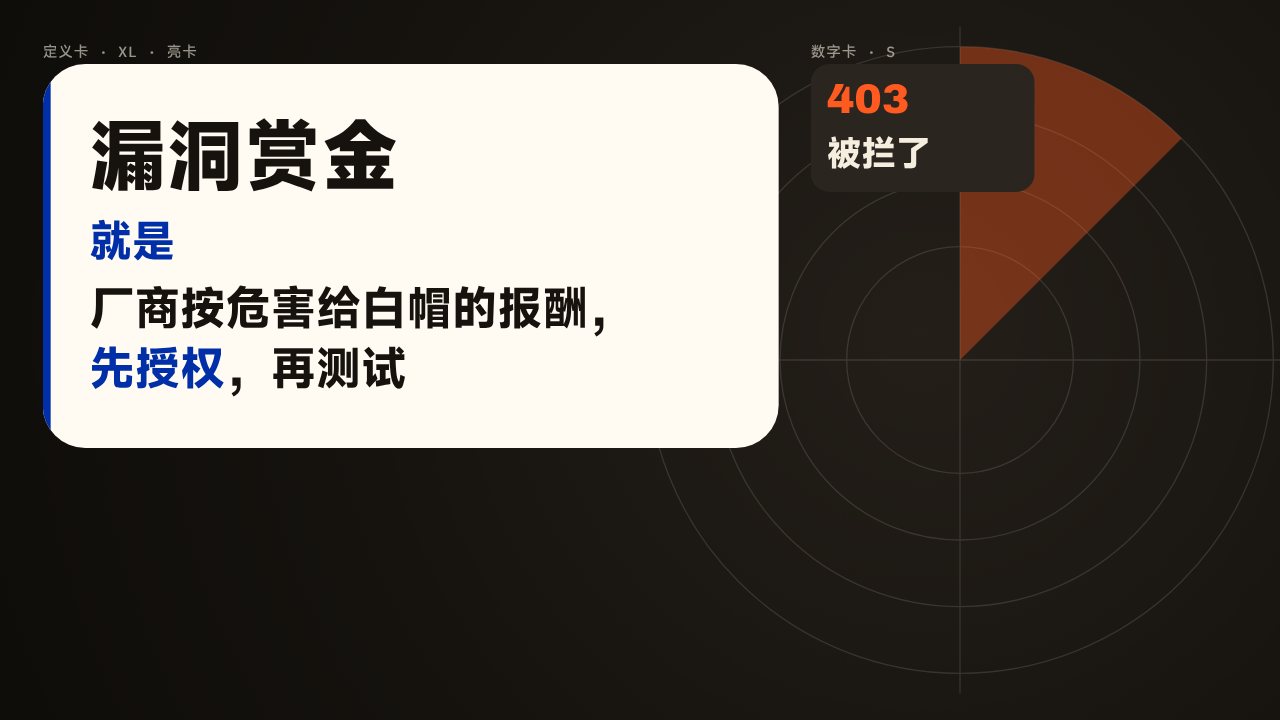 定义卡 · XL · 亮卡
漏洞赏金
就是
厂商按危害给白帽的报酬，
先授权，再测试
数字卡 · S
403
被拦了